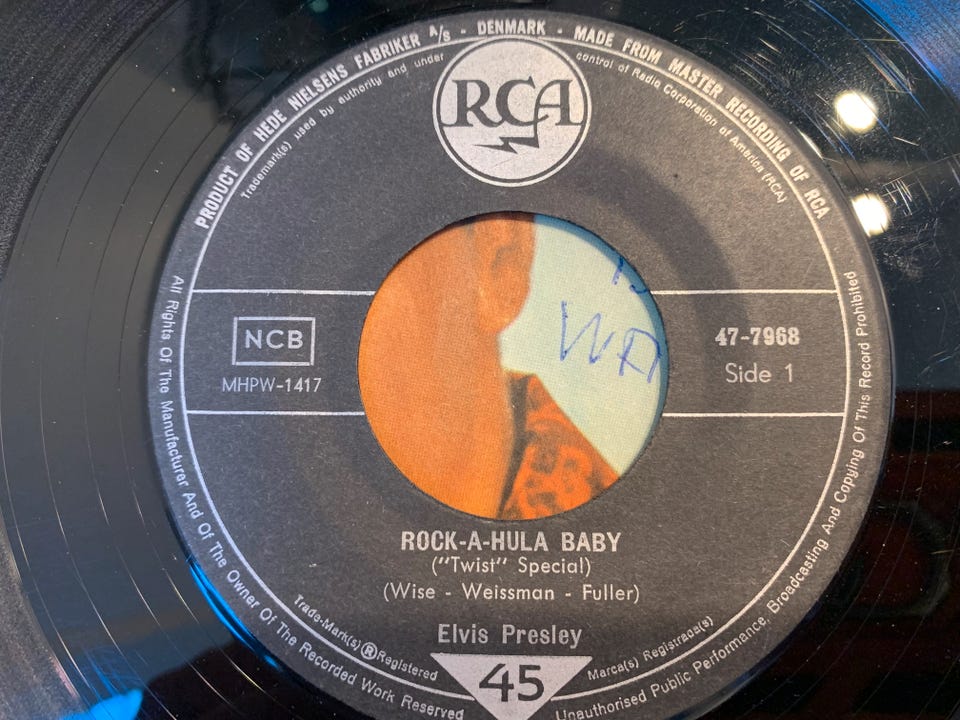 PRODUCT OF HEDE NIELSENS FABRIKER A/S - DENMARK - MADE FROM MASTER RECORDING OF RCA
Trademark(s) used by authority and under control of Radio Corporation of America (RCA)
RCA
NCB
MHPW-1417
47-7968
Side 1
ROCK-A-HULA BABY
("Twist" Special)
(Wise - Weissman - Fuller)
Elvis Presley
45
Trade-Mark(s) ® Registered
Marca(s) Registrada(s)
All Rights Of The Manufacturer And Of The Owner Of The Recorded Work Reserved
Unauthorised Public Performance, Broadcasting And Copying Of This Record Prohibited